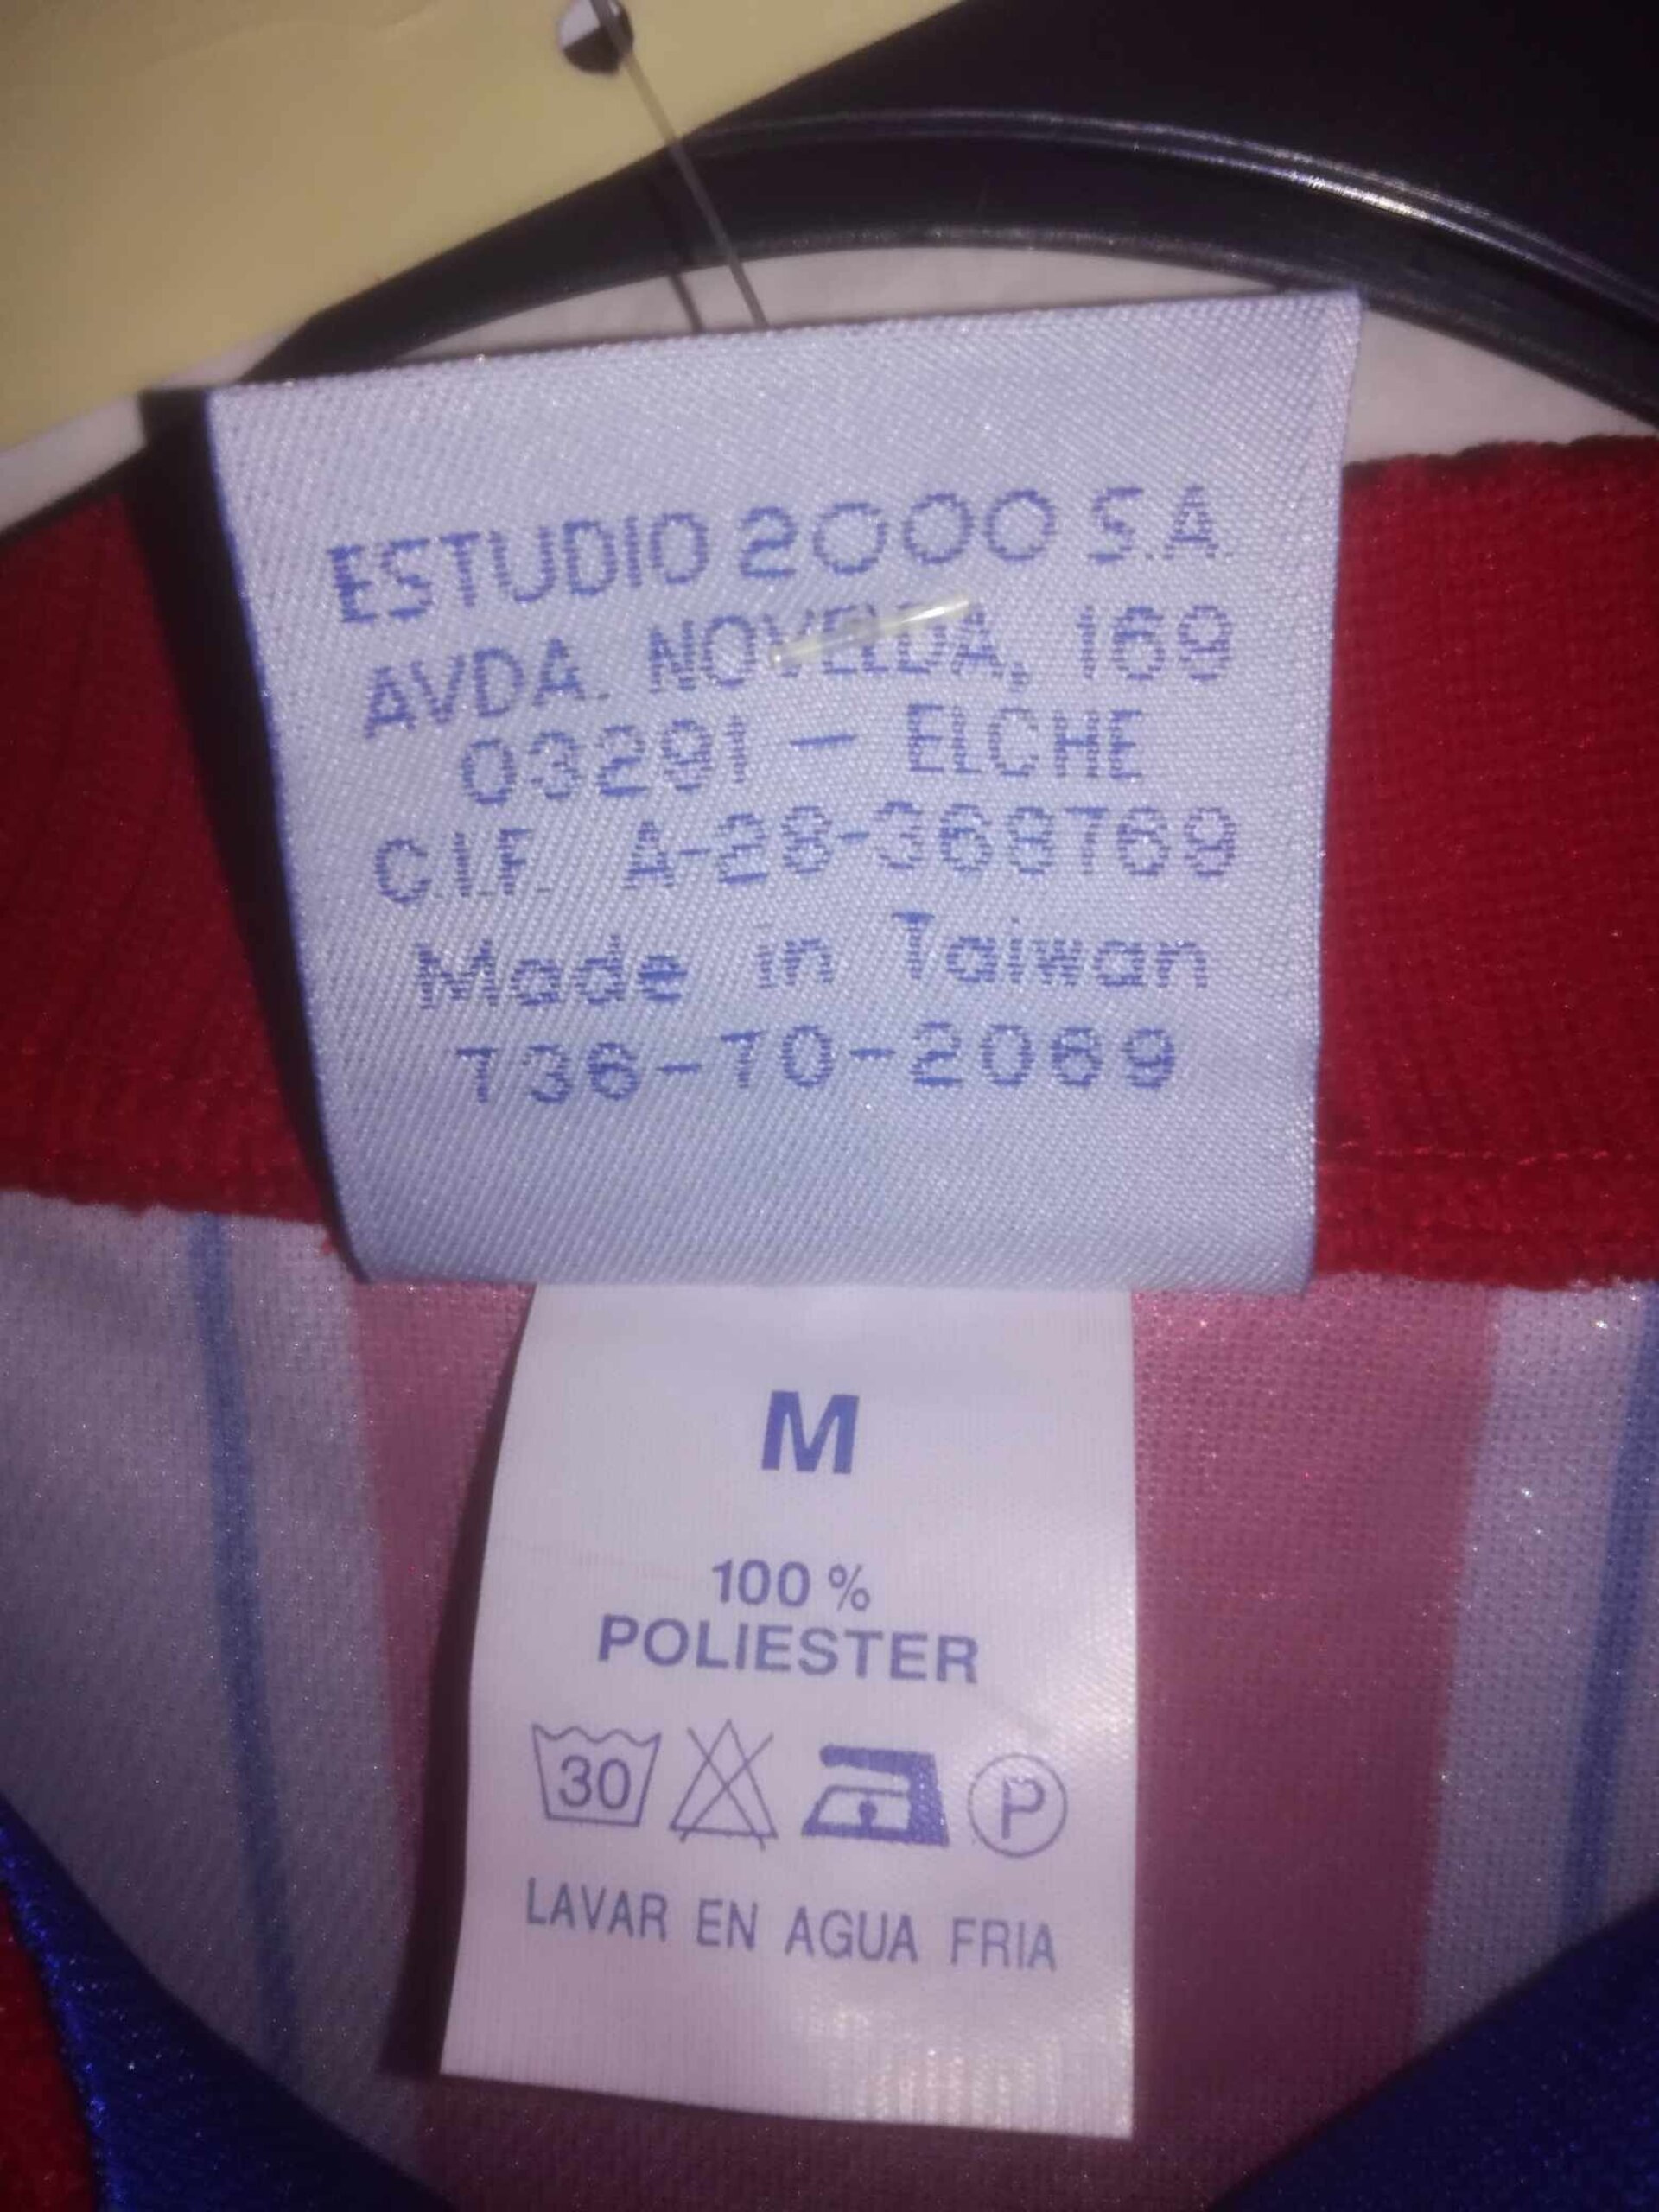 ESTUDIO 2000 S.A.
AVDA. NOVELDA, 169
03291 - ELCHE
C.I.F. A-28-368769
Made in Taiwan
T36-70-2069
M
100 %
POLIESTER
30
P
LAVAR EN AGUA FRIA